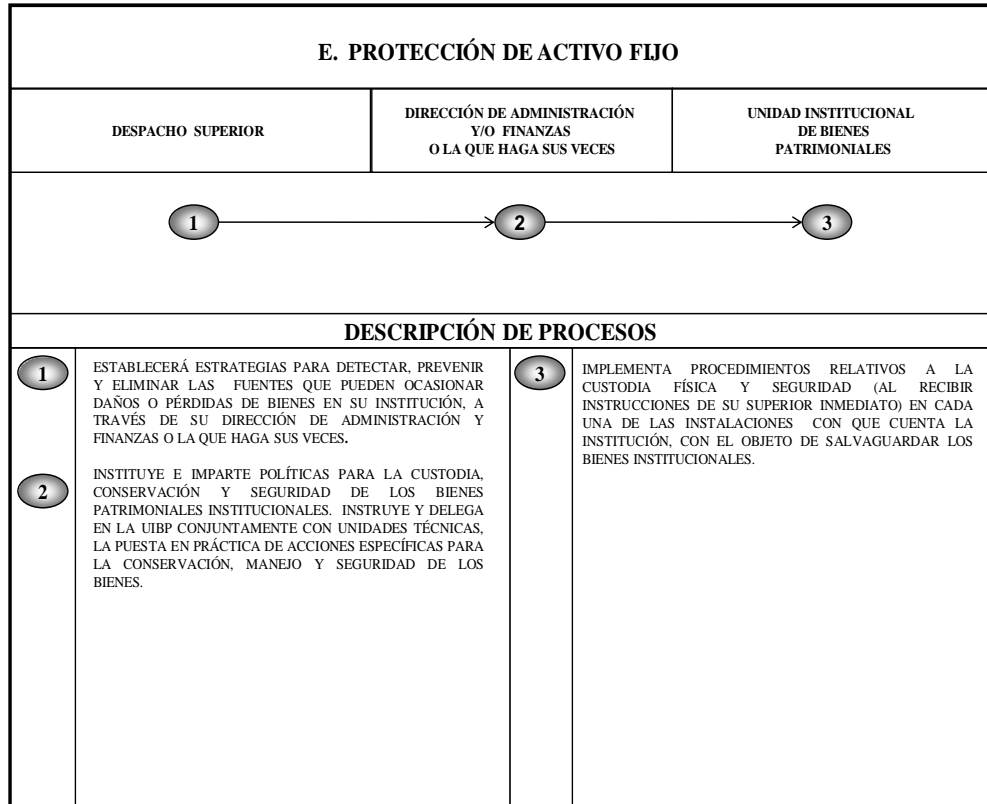 E. PROTECCIÓN DE ACTIVO FIJO
DESPACHO SUPERIOR
DIRECCIÓN DE ADMINISTRACIÓN
Y/O FINANZAS
O LA QUE HAGA SUS VECES
UNIDAD INSTITUCIONAL
DE BIENES
PATRIMONIALES
1
2
3
DESCRIPCIÓN DE PROCESOS
1
ESTABLECERÁ ESTRATEGIAS PARA DETECTAR, PREVENIR
Y ELIMINAR LAS FUENTES QUE PUEDEN OCASIONAR
DAÑOS O PÉRDIDAS DE BIENES EN SU INSTITUCIÓN, A
TRAVÉS DE SU DIRECCIÓN DE ADMINISTRACIÓN Y
FINANZAS O LA QUE HAGA SUS VECES.
2
INSTITUYE E IMPARTE POLÍTICAS PARA LA CUSTODIA,
CONSERVACIÓN Y SEGURIDAD DE LOS BIENES
PATRIMONIALES INSTITUCIONALES. INSTRUYE Y DELEGA
EN LA UIBP CONJUNTAMENTE CON UNIDADES TÉCNICAS,
LA PUESTA EN PRÁCTICA DE ACCIONES ESPECÍFICAS PARA
LA CONSERVACIÓN, MANEJO Y SEGURIDAD DE LOS
BIENES.
3
IMPLEMENTA PROCEDIMIENTOS RELATIVOS A LA
CUSTODIA FÍSICA Y SEGURIDAD (AL RECIBIR
INSTRUCCIONES DE SU SUPERIOR INMEDIATO) EN CADA
UNA DE LAS INSTALACIONES CON QUE CUENTA LA
INSTITUCIÓN, CON EL OBJETO DE SALVAGUARDAR LOS
BIENES INSTITUCIONALES.